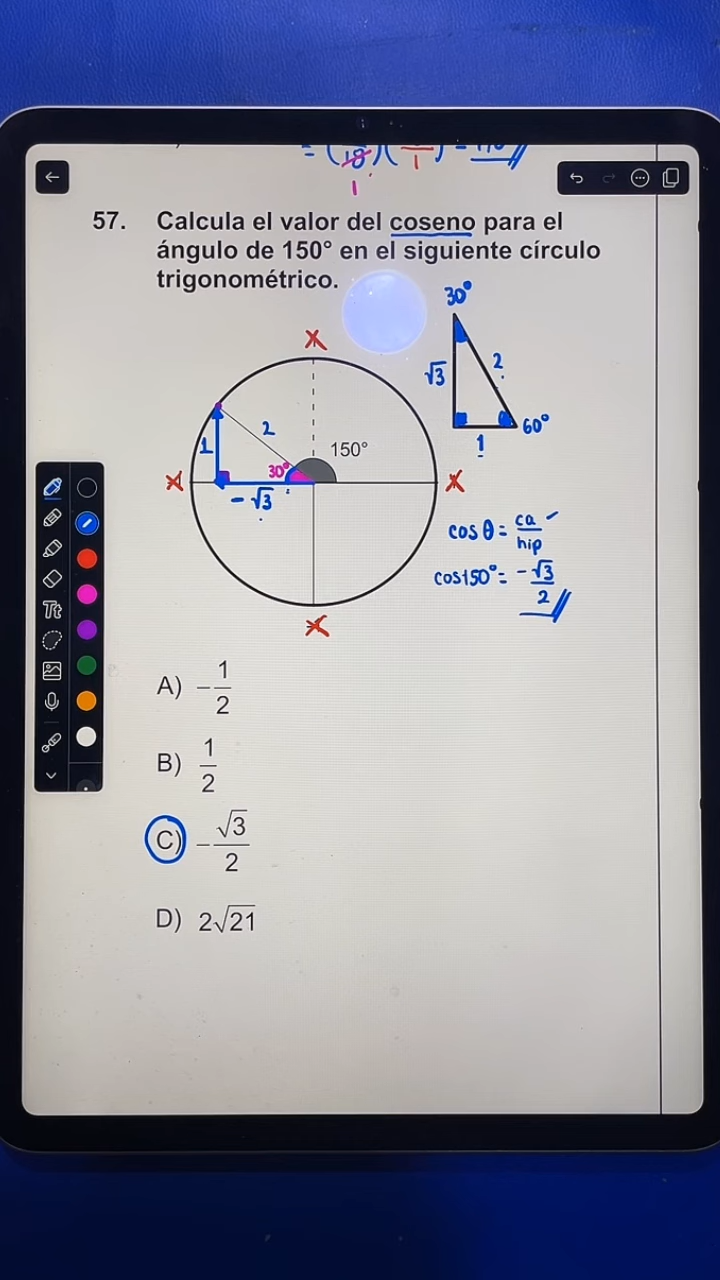 57. Calcula el valor del coseno para el
ángulo de 150° en el siguiente círculo
trigonométrico.
30°
√3
2
60°
1
x
2
1
150°
30°
x
x
-√3
cos θ = ca/hip
cos150° = -√3/2
x
A) -1/2
B) 1/2
C) -√3/2
D) 2√21
Tt